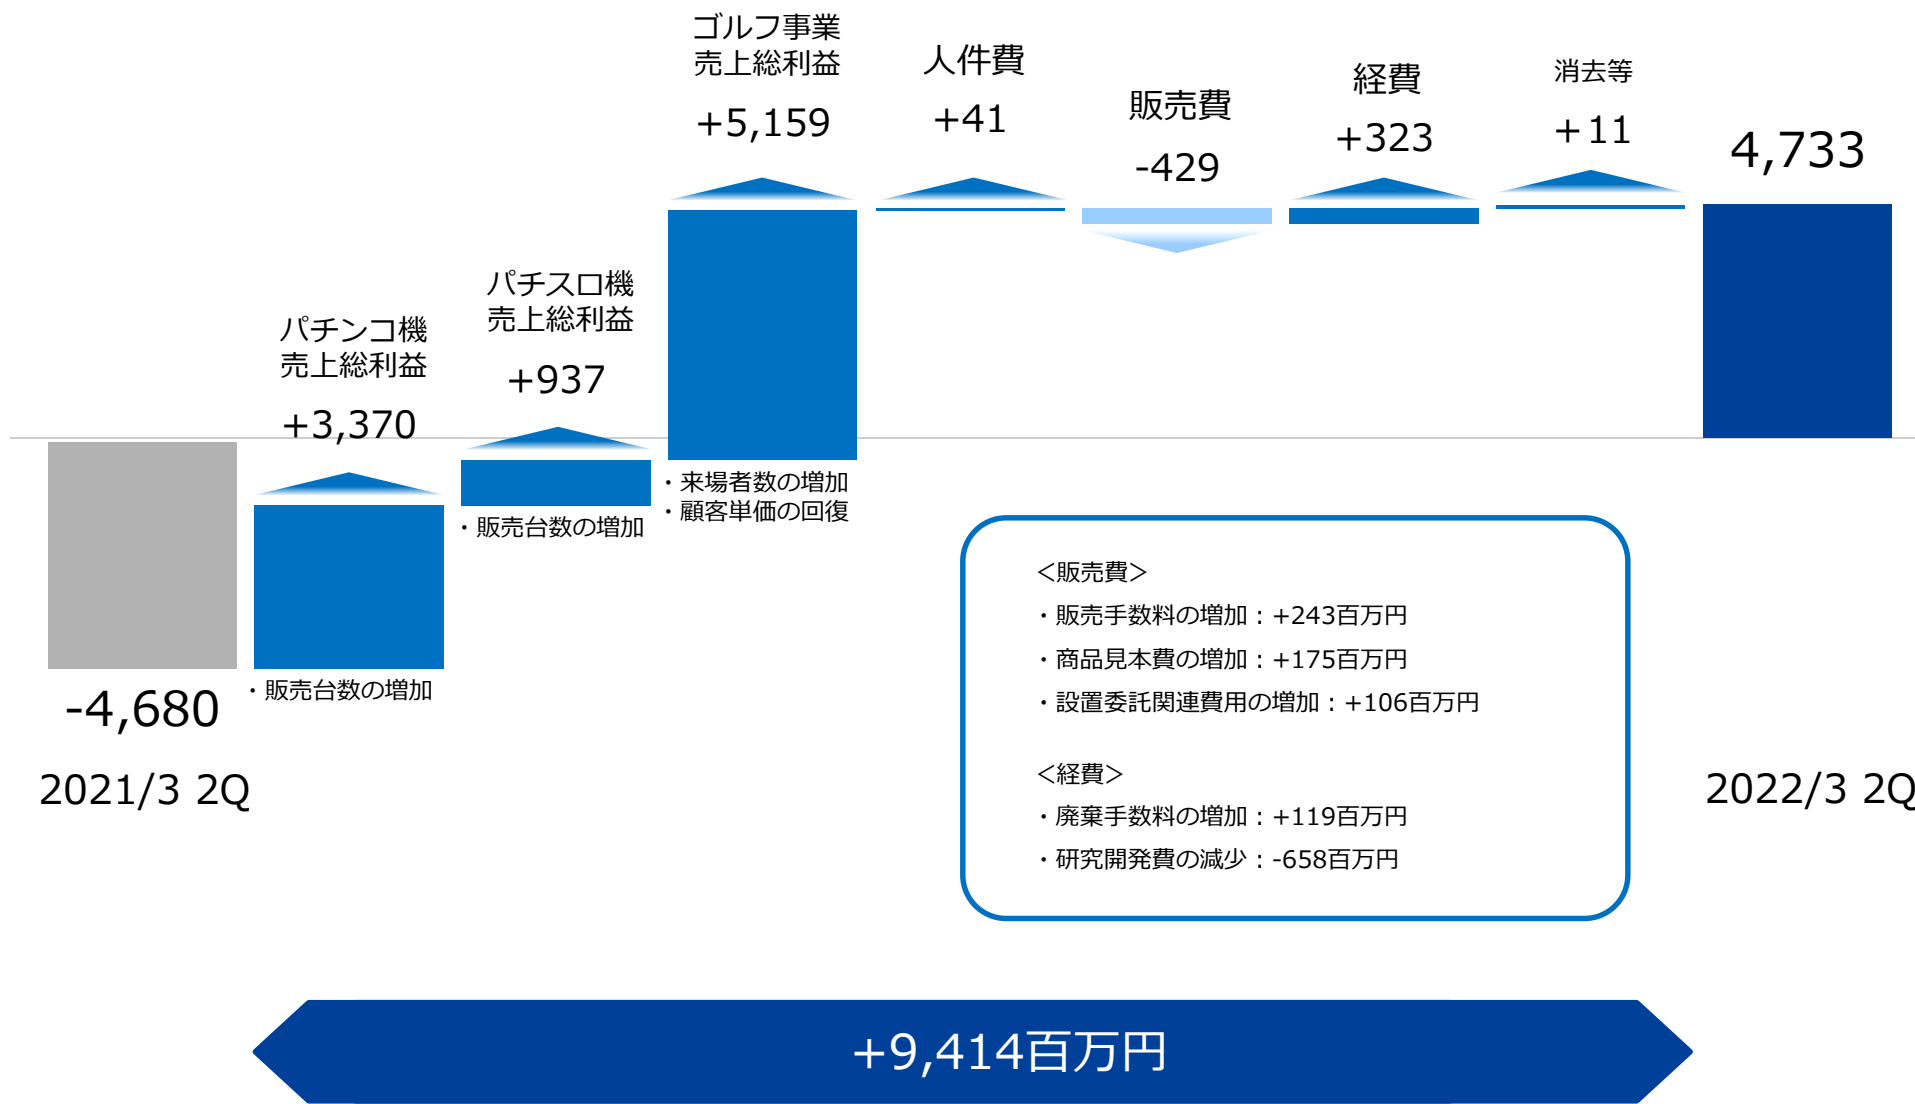 ゴルフ事業
売上総利益
+5,159
人件費
+41
販売費
-429
経費
+323
消去等
+11
4,733
パチスロ機
売上総利益
+937
パチンコ機
売上総利益
+3,370
・来場者数の増加
・顧客単価の回復
・販売台数の増加
・販売台数の増加
-4,680
2021/3 2Q
＜販売費＞
・販売手数料の増加：+243百万円
・商品見本費の増加：+175百万円
・設置委託関連費用の増加：+106百万円
＜経費＞
・廃棄手数料の増加：+119百万円
・研究開発費の減少：-658百万円
2022/3 2Q
+9,414百万円